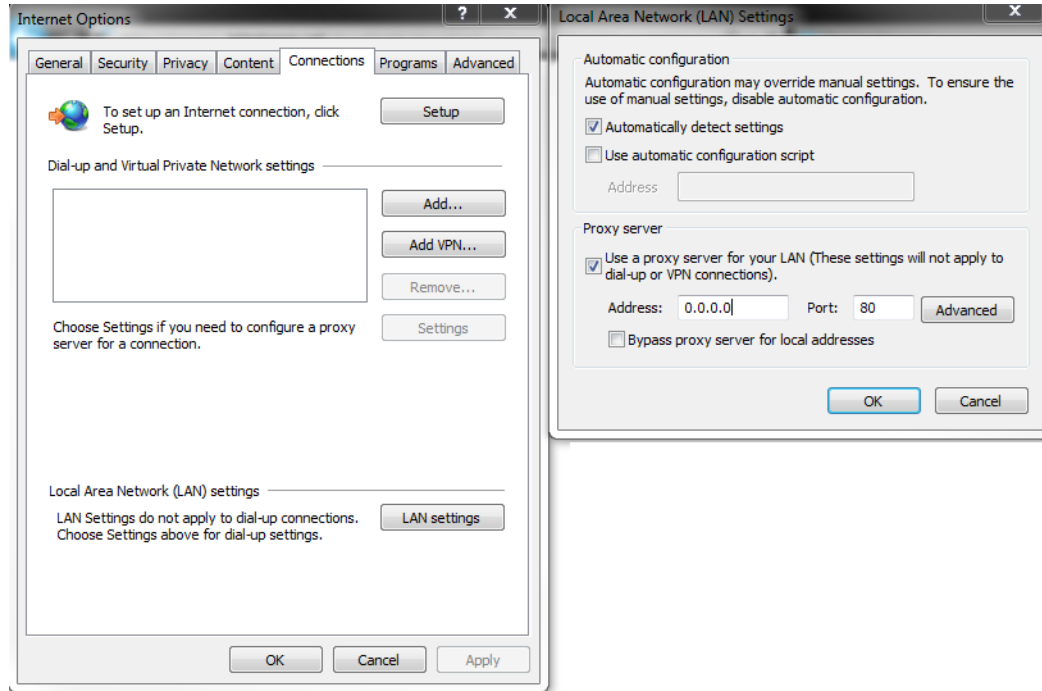 Internet Options
?
x
General
Security
Privacy
Content
Connections
Programs
Advanced
To set up an Internet connection, click
Setup.
Setup
Dial-up and Virtual Private Network settings
Add...
Add VPN...
Remove...
Choose Settings if you need to configure a proxy
server for a connection.
Settings
Local Area Network (LAN) settings
LAN Settings do not apply to dial-up connections.
Choose Settings above for dial-up settings.
LAN settings
OK
Cancel
Apply
Local Area Network (LAN) Settings
x
Automatic configuration
Automatic configuration may override manual settings. To ensure the
use of manual settings, disable automatic configuration.
Automatically detect settings
Use automatic configuration script
Address
Proxy server
Use a proxy server for your LAN (These settings will not apply to
dial-up or VPN connections).
Address: 0.0.0.0 Port: 80 Advanced
Bypass proxy server for local addresses
OK
Cancel